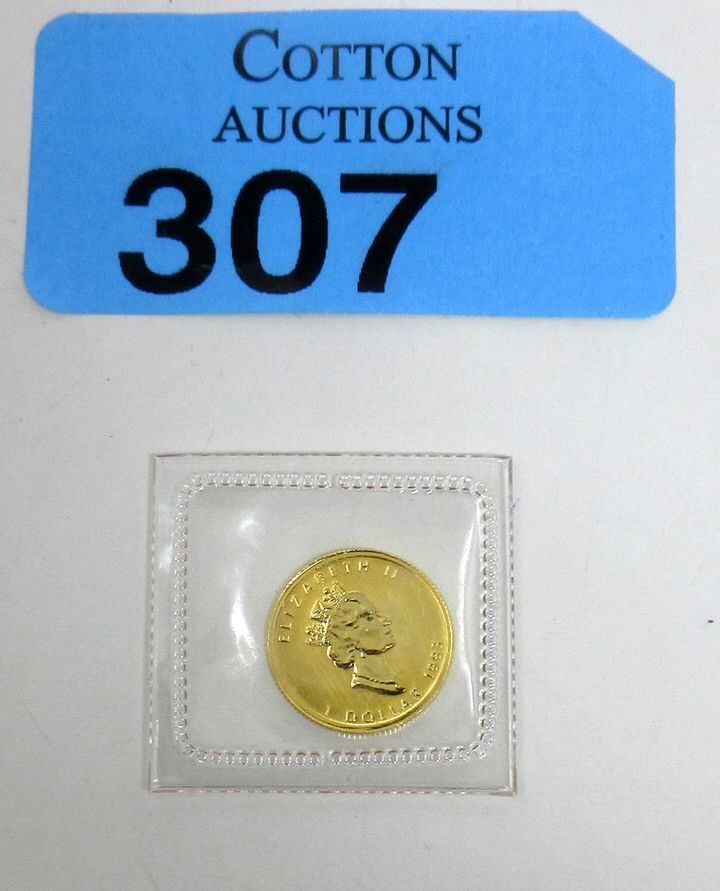 COTTON
AUCTIONS
307
ELIZABETH II
1 DOLLAR